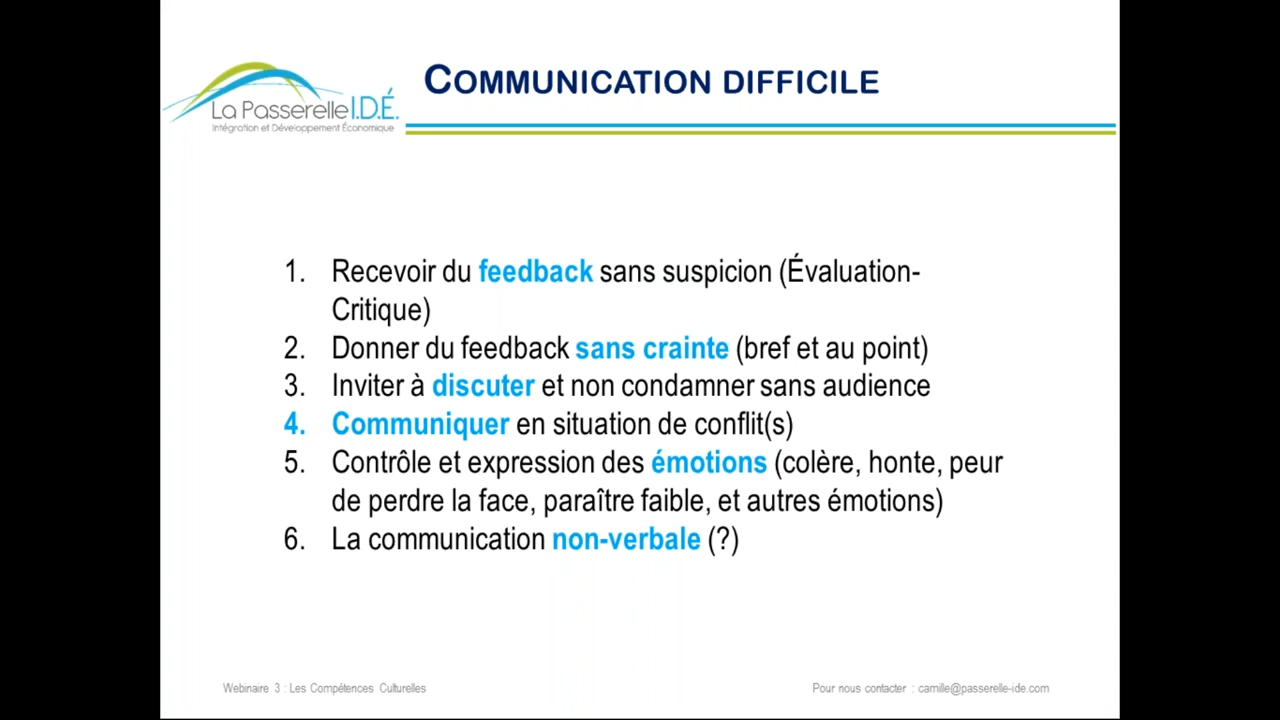 COMMUNICATION DIFFICILE
La Passerelle I.D.É.
Intégration et Développement Économique
1. Recevoir du feedback sans suspicion (Évaluation-
Critique)
2. Donner du feedback sans crainte (bref et au point)
3. Inviter à discuter et non condamner sans audience
4. Communiquer en situation de conflit(s)
5. Contrôle et expression des émotions (colère, honte, peur
de perdre la face, paraître faible, et autres émotions)
6. La communication non-verbale (?)
Webinaire 3 : Les Compétences Culturelles
Pour nous contacter : camille@passerelle-ide.com